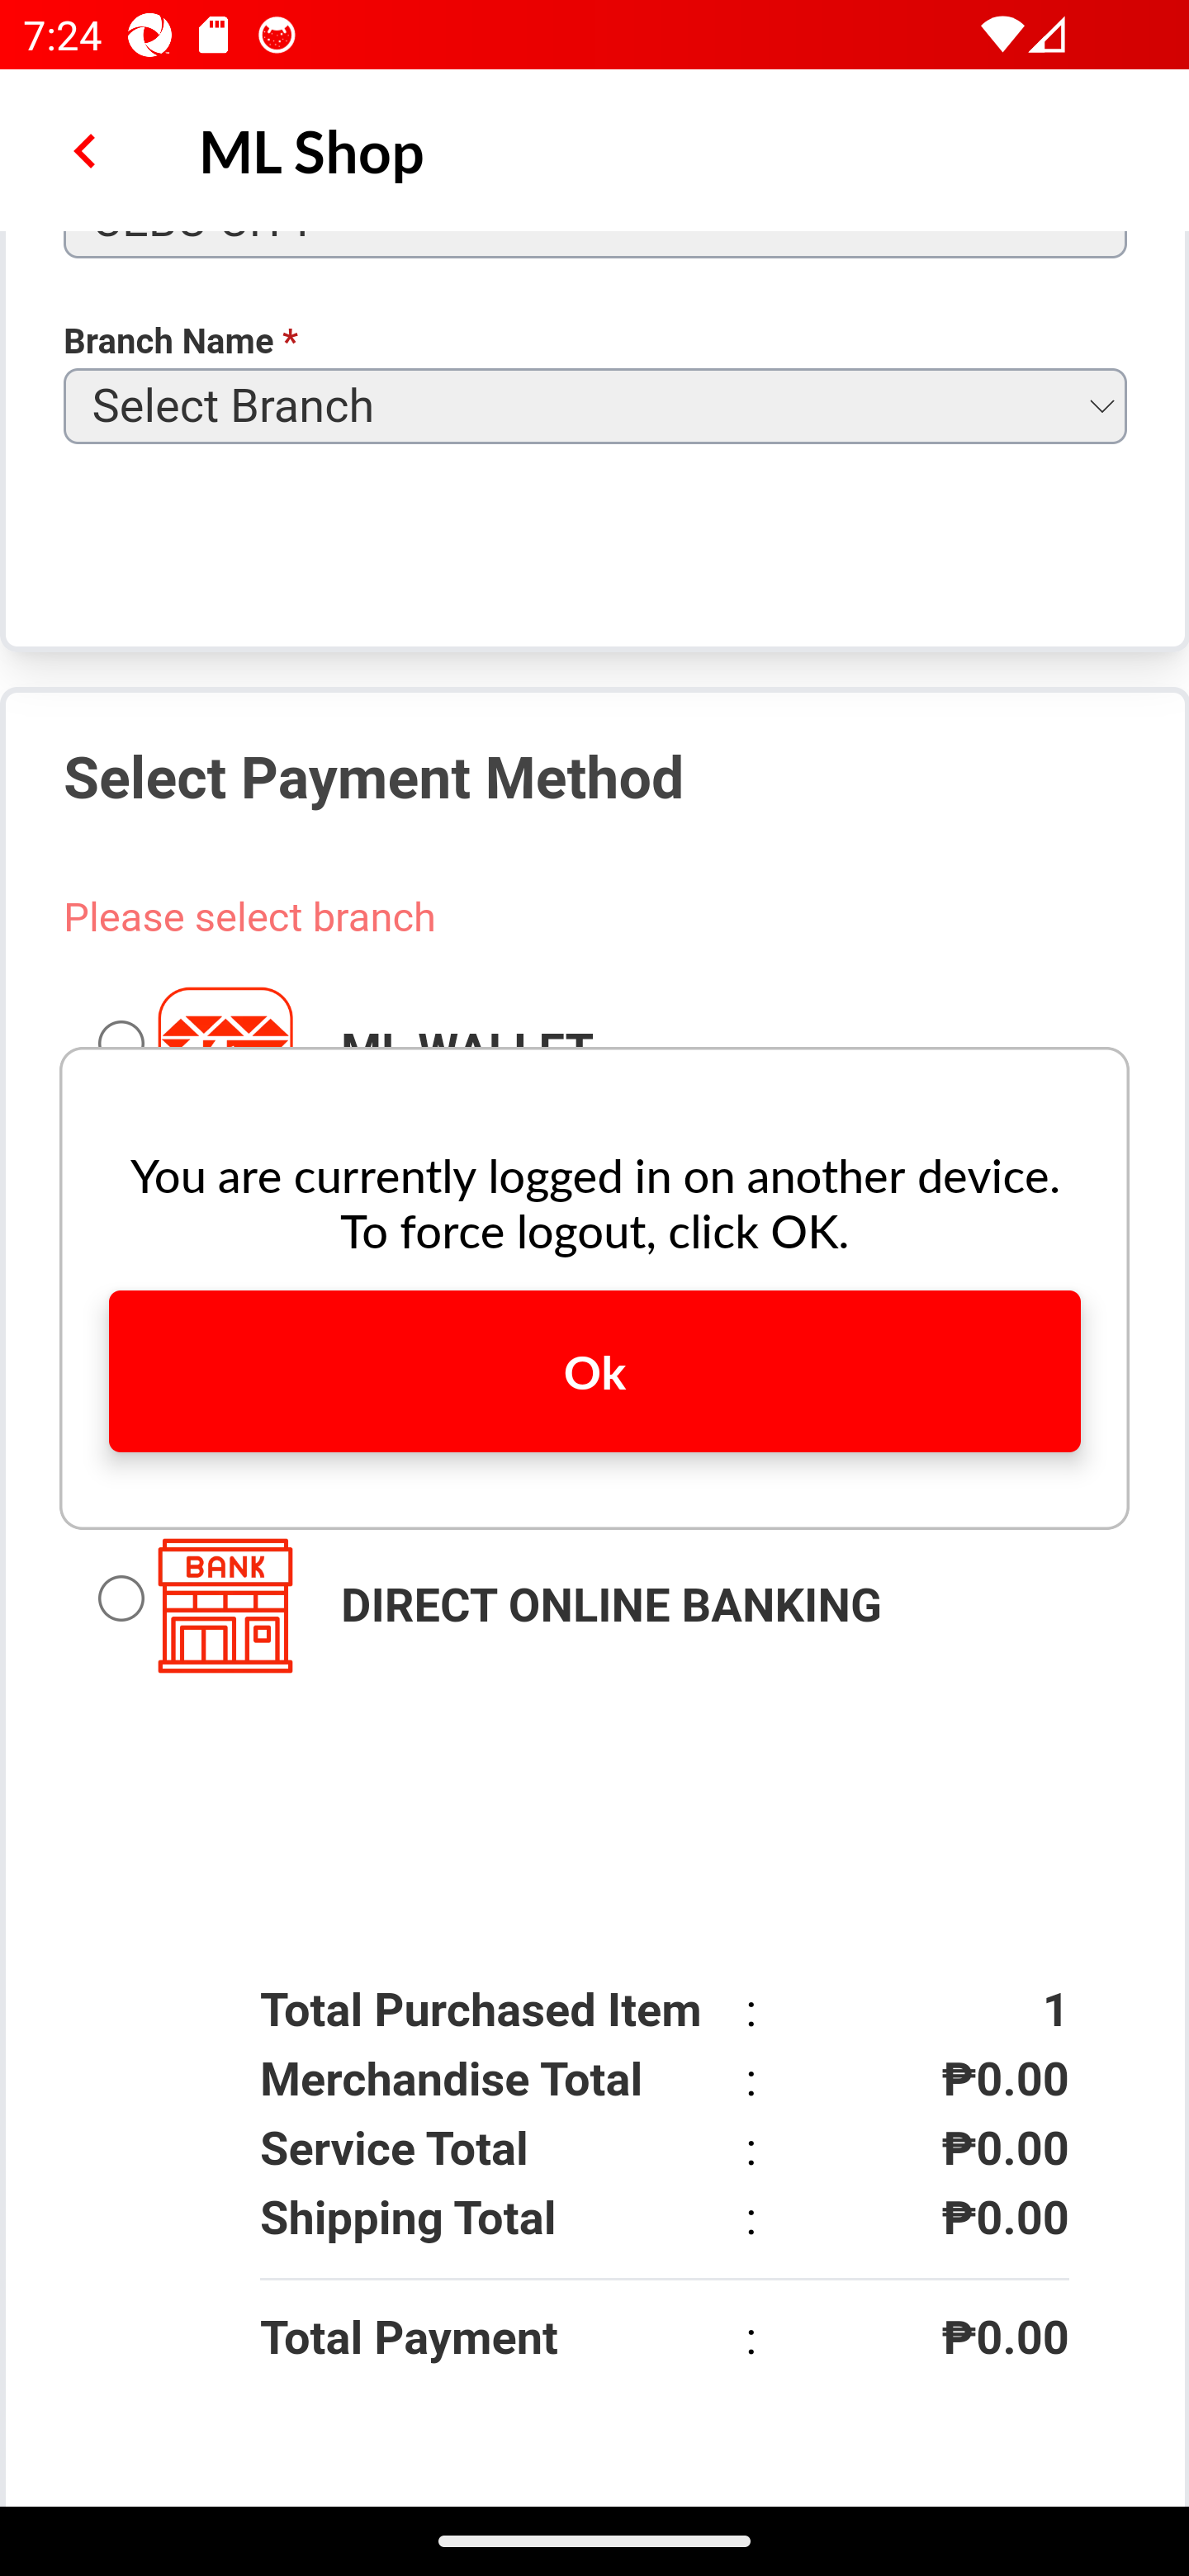 7:24
ML Shop
CEBU CITY
Branch Name *
Select Branch
Select Payment Method
Please select branch
ML WALLET
You are currently logged in on another device.
To force logout, click OK.
Ok
BANK
DIRECT ONLINE BANKING
Total Purchased Item : 1
Merchandise Total : ₱0.00
Service Total : ₱0.00
Shipping Total : ₱0.00
Total Payment : ₱0.00